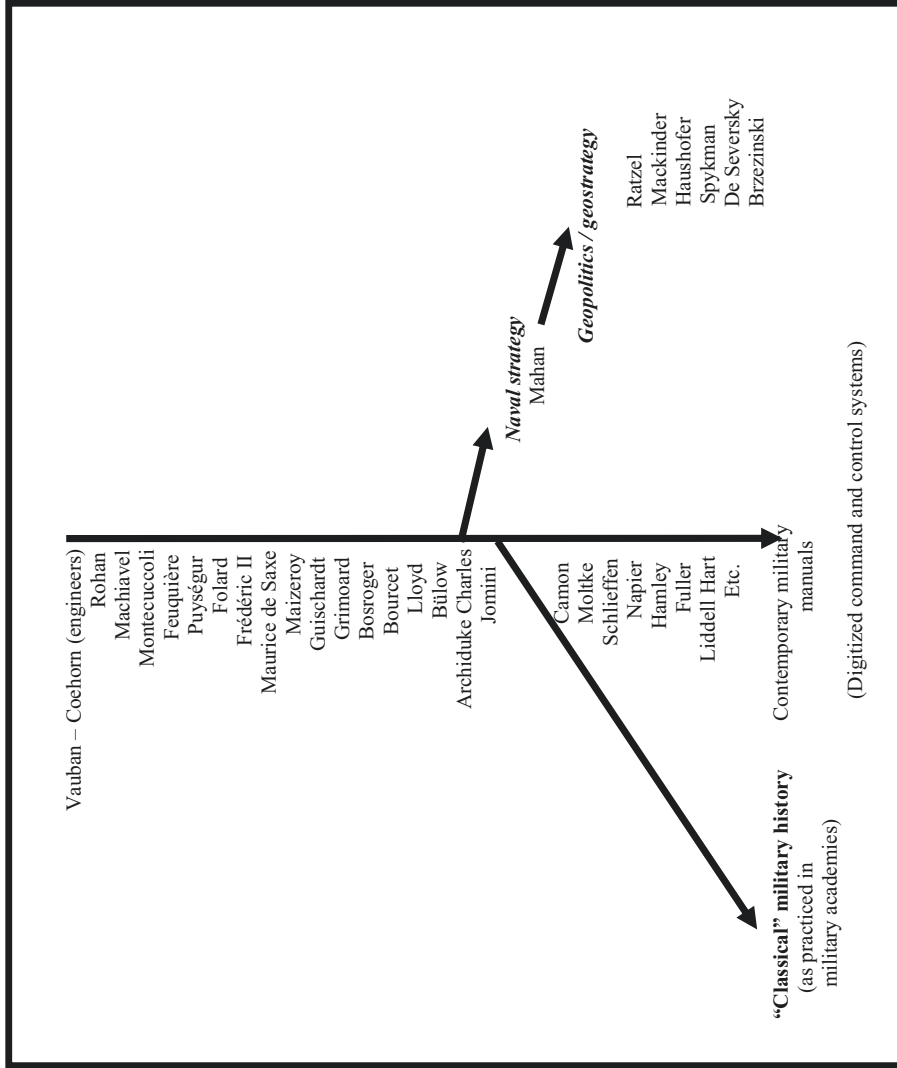 Vauban – Coehorn (engineers)
Rohan
Machiavel
Montecuccoli
Feuquière
Puységur
Folard
Frédéric II
Maurice de Saxe
Maizeroy
Guischardt
Grimoard
Bosroger
Bourcet
Lloyd
Bülow
Archiduke Charles
Jomini
Naval strategy
Mahan
Geopolitics / geostrategy
Ratzel
Mackinder
Haushofer
Spykman
De Seversky
Brzezinski
Camon
Moltke
Schlieffen
Napier
Hamley
Fuller
Liddell Hart
Etc.
"Classical" military history
(as practiced in
military academies)
Contemporary military
manuals
(Digitized command and control systems)